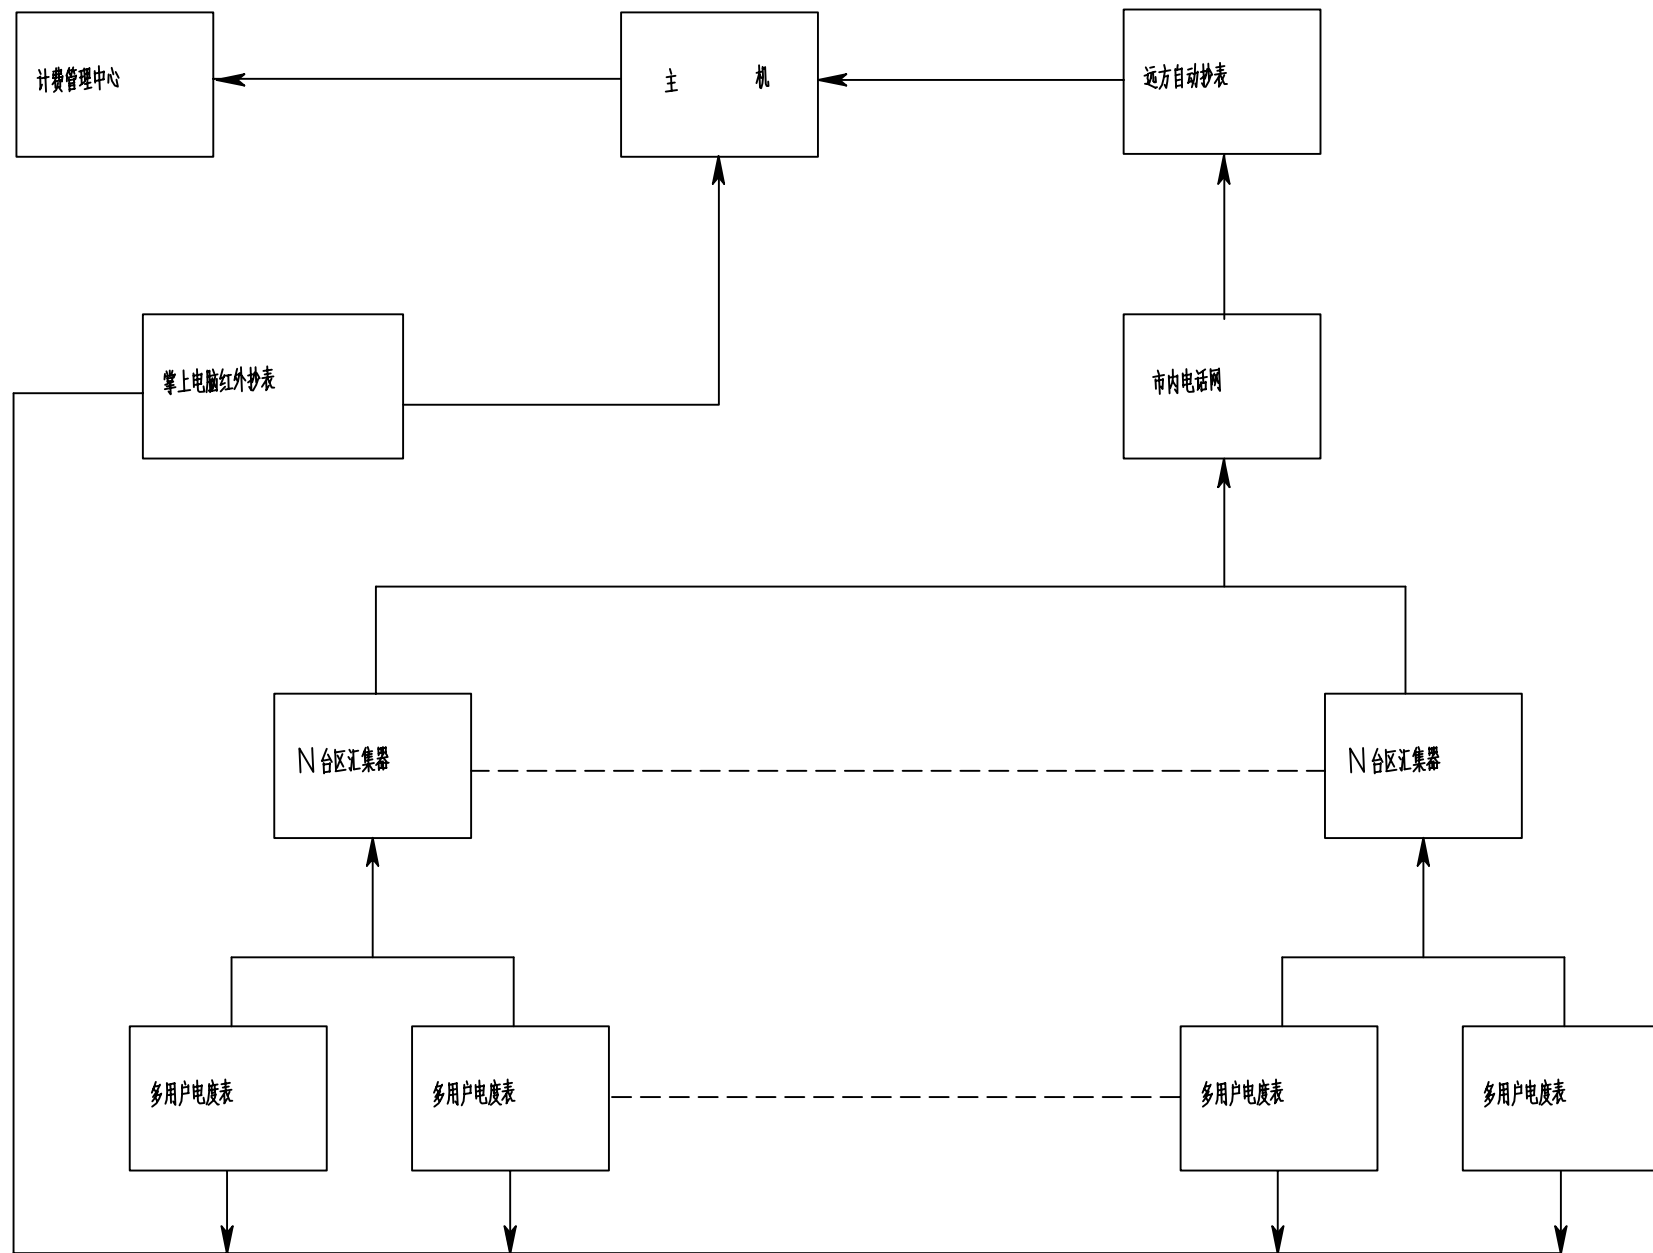 计费管理中心
主 机
远方自动抄表
掌上电脑红外抄表
市内电话网
N台区汇集器
N台区汇集器
多用户电度表
多用户电度表
多用户电度表
多用户电度表